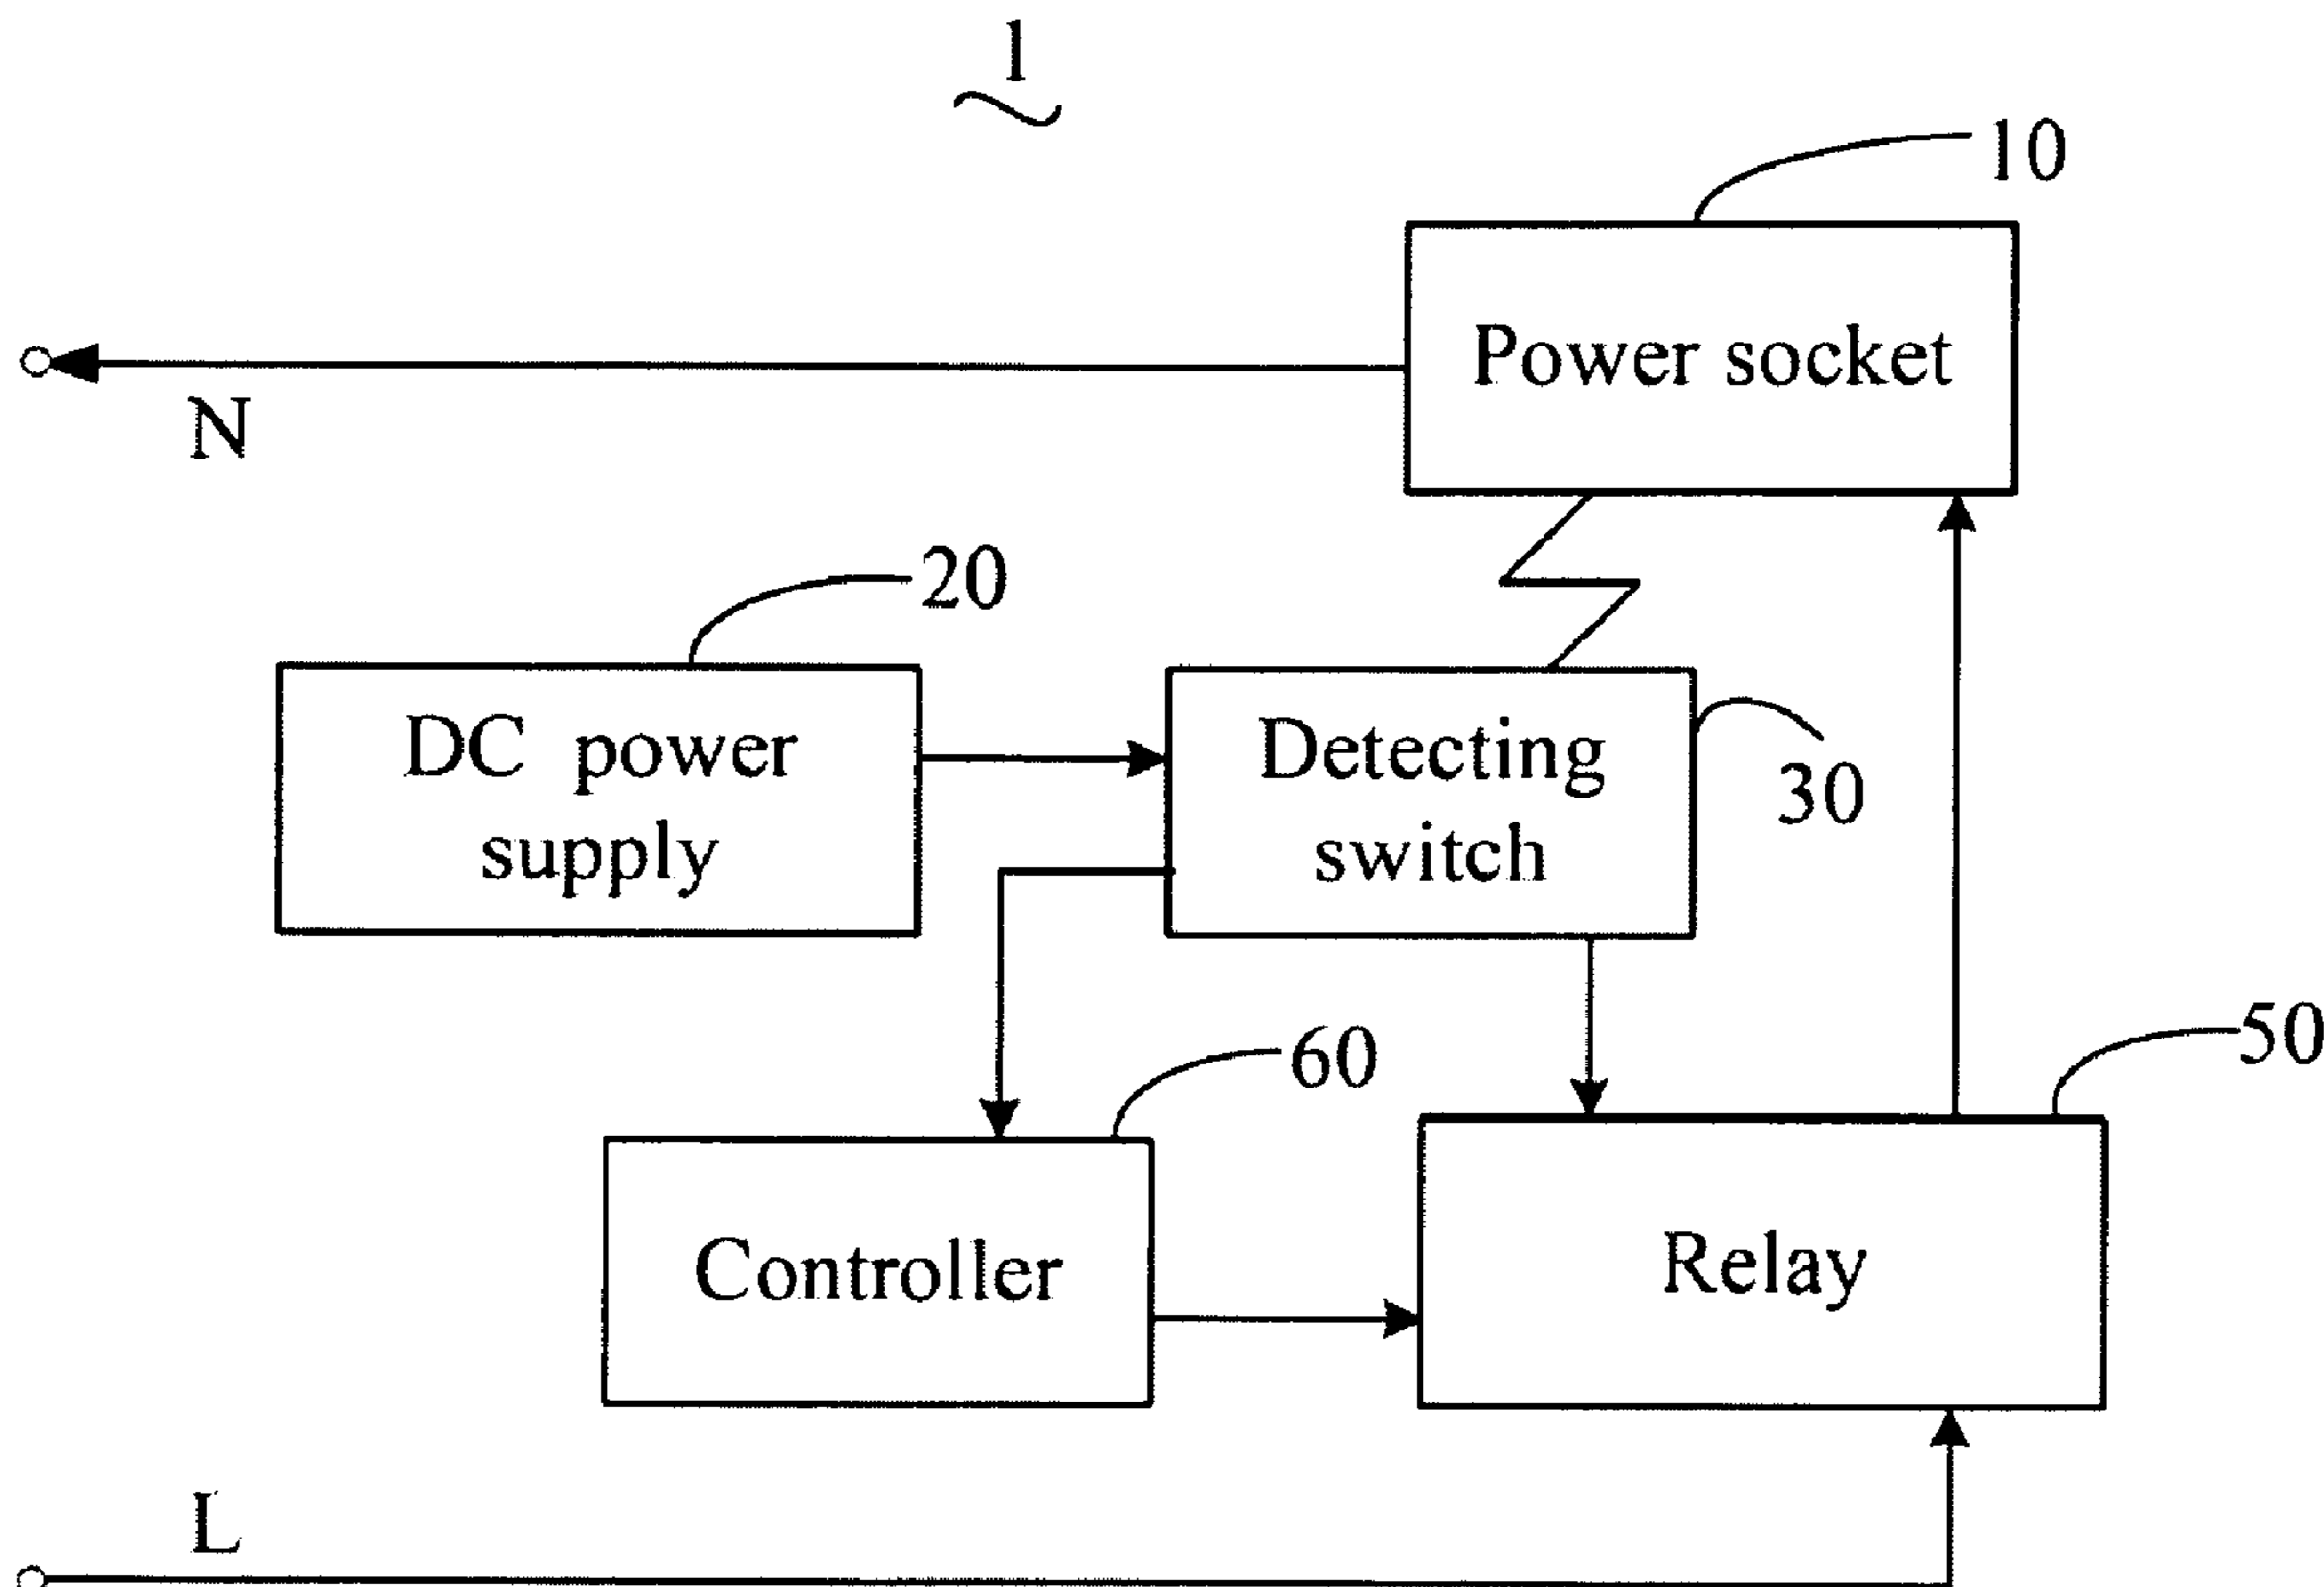 1
10
Power socket
N
20
DC power
supply
Detecting
switch
30
60
50
Controller
Relay
L